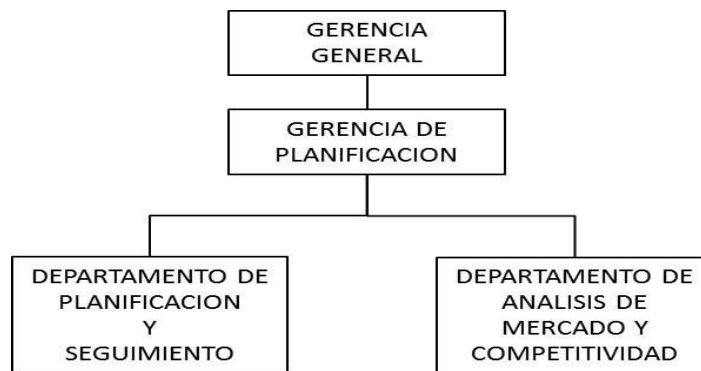 GERENCIA
GENERAL
GERENCIA DE
PLANIFICACION
DEPARTAMENTO DE
PLANIFICACION
Y
SEGUIMIENTO
DEPARTAMENTO DE
ANALISIS DE
MERCADO Y
COMPETITIVIDAD